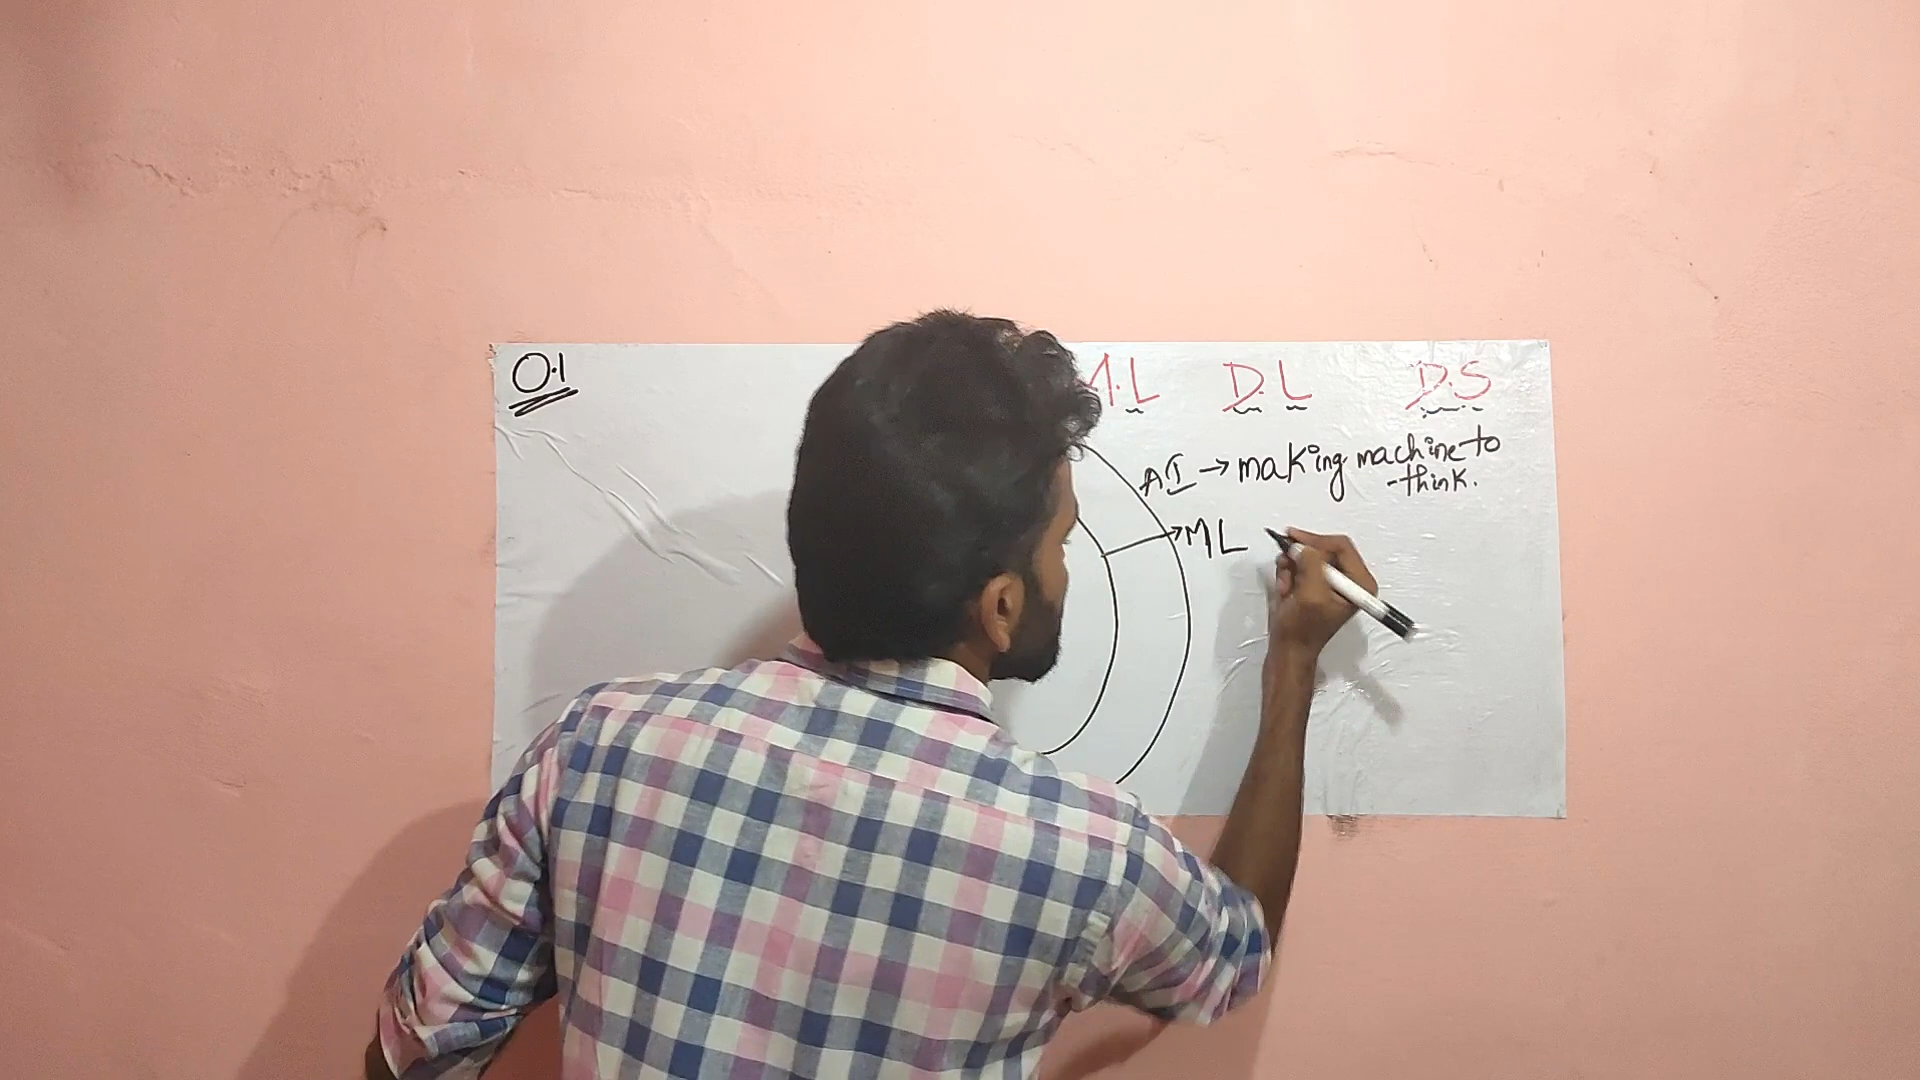 0.1
M.L D.L D.S
AI → making machine to
-think.
→ML